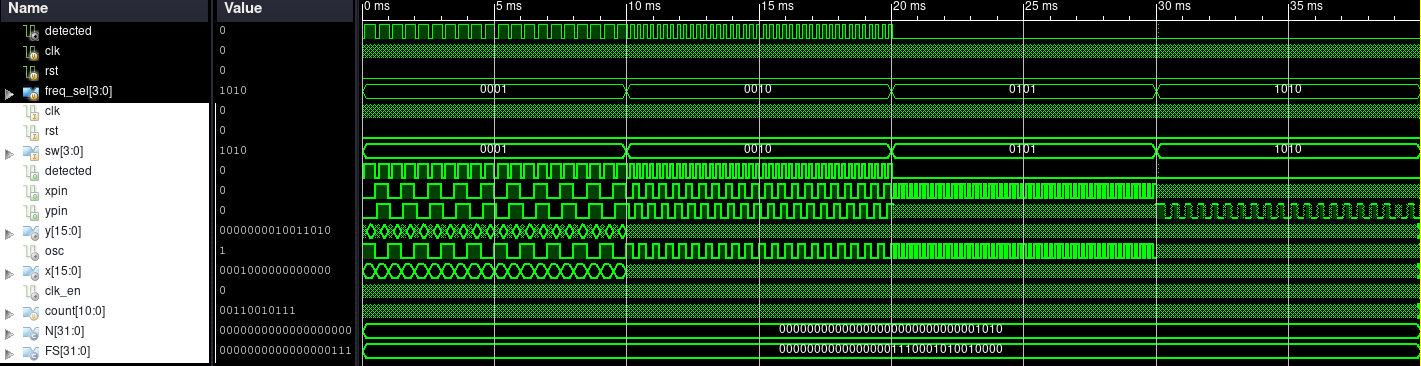 Name Value 0 ms 5 ms 10 ms 15 ms 20 ms 25 ms 30 ms 35 ms
detected 0
clk 0
rst 0
freq_sel[3:0] 1010 0001 0010 0101 1010
clk 0
rst 0
sw[3:0] 1010 0001 0010 0101 1010
detected 0
xpin 0
ypin 0
y[15:0] 0000000010011010
osc 1
x[15:0] 0001000000000000
clk_en 0
count[10:0] 00110010111
N[31:0] 0000000000000000000 00000000000000000000000000001010
FS[31:0] 0000000000000000111 00000000000000001110001010010000